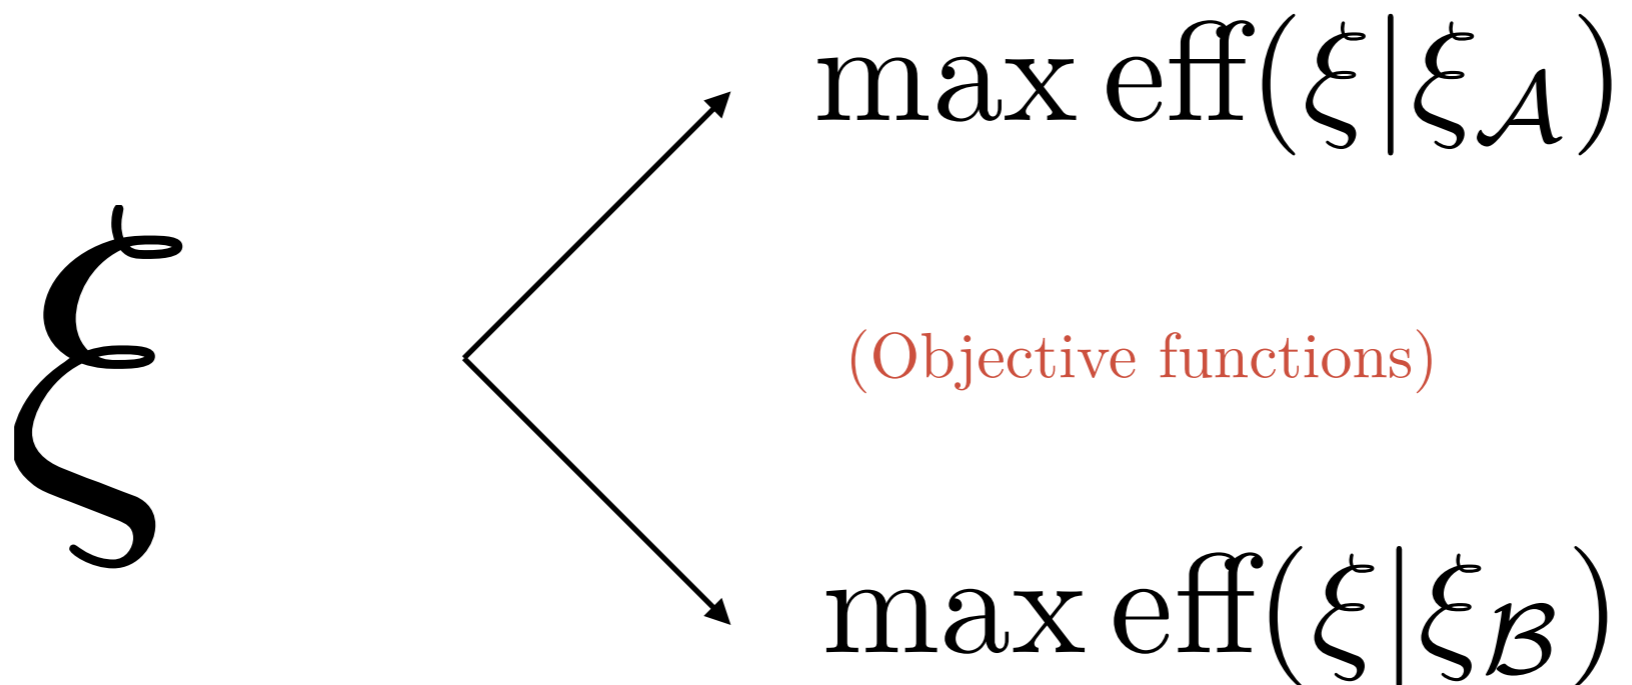 max eff(ξ|ξ𝒜)
ξ
(Objective functions)
max eff(ξ|ξℬ)